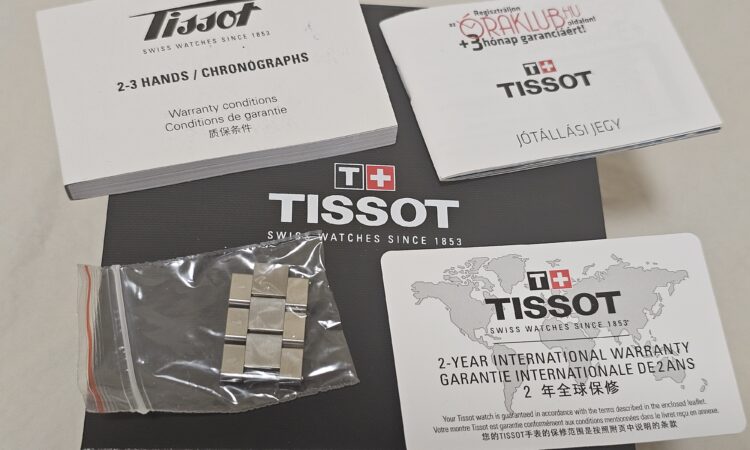 Tissot
SWISS WATCHES SINCE 1853
2-3 HANDS / CHRONOGRAPHS
Warranty conditions
Conditions de garantie
质保条件
Regisztráljon
az ÓRAKLUB.HU oldalon!
+3 hónap garanciáért!
T+
TISSOT
JÓTÁLLÁSI JEGY
T+
TISSOT
SWISS WATCHES SINCE 1853
T+
TISSOT
SWISS WATCHES SINCE 1853
2-YEAR INTERNATIONAL WARRANTY
GARANTIE INTERNATIONALE DE 2 ANS
2 年全球保修
Your Tissot watch is guaranteed in accordance with the terms described in the enclosed leaflet.
Votre montre Tissot est garantie conformément aux conditions mentionnées dans le livret reçu en annexe.
您的TISSOT手表的保修范围是按照附页中说明的条款